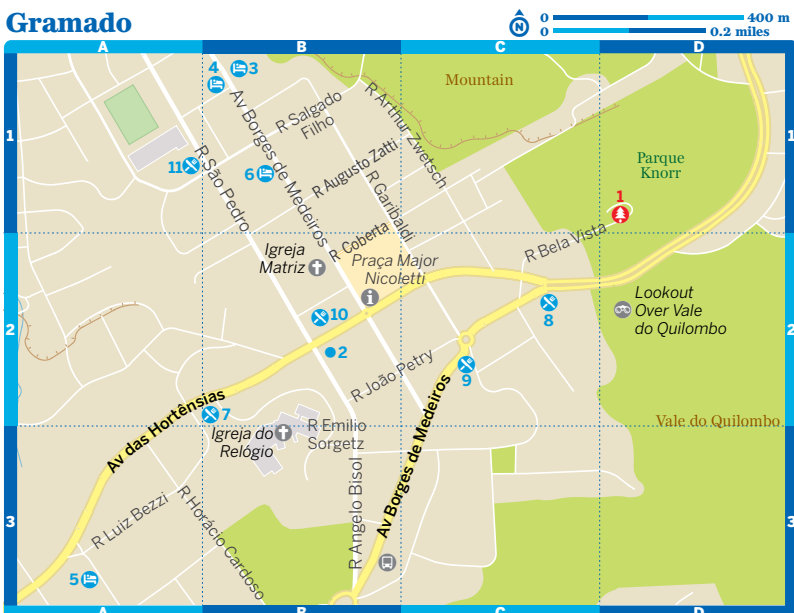 Gramado
N
0 400 m
0 0.2 miles
A B C D
1
2
3
1
2
3
A B C D
4
3
Av Borges de Medeiros
R Salgado
Filho
R Arthur Zwetsch
Mountain
11
R São Pedro
6
R Augusto Zatti
R Garibaldi
Parque
Knorr
1
R Bela Vista
R Coberta
Igreja
Matriz
Praça Major
Nicoletti
i
10
2
8
Lookout
Over Vale
do Quilombo
R João Petry
9
Av das Hortênsias
7
Igreja do
Relógio
R Emilio
Sorgetz
Av Borges de Medeiros
Vale do Quilombo
R Luiz Bezzi
R Horácio Cardoso
R Angelo Bisol
5